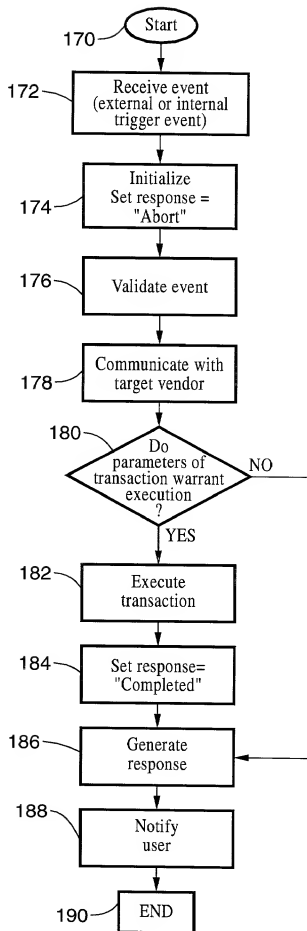 Start
170
172
Receive event
(external or internal
trigger event)
174
Initialize
Set response =
"Abort"
176
Validate event
178
Communicate with
target vendor
180
Do
parameters of
transaction warrant
execution
?
NO
YES
182
Execute
transaction
184
Set response=
"Completed"
186
Generate
response
188
Notify
user
190
END